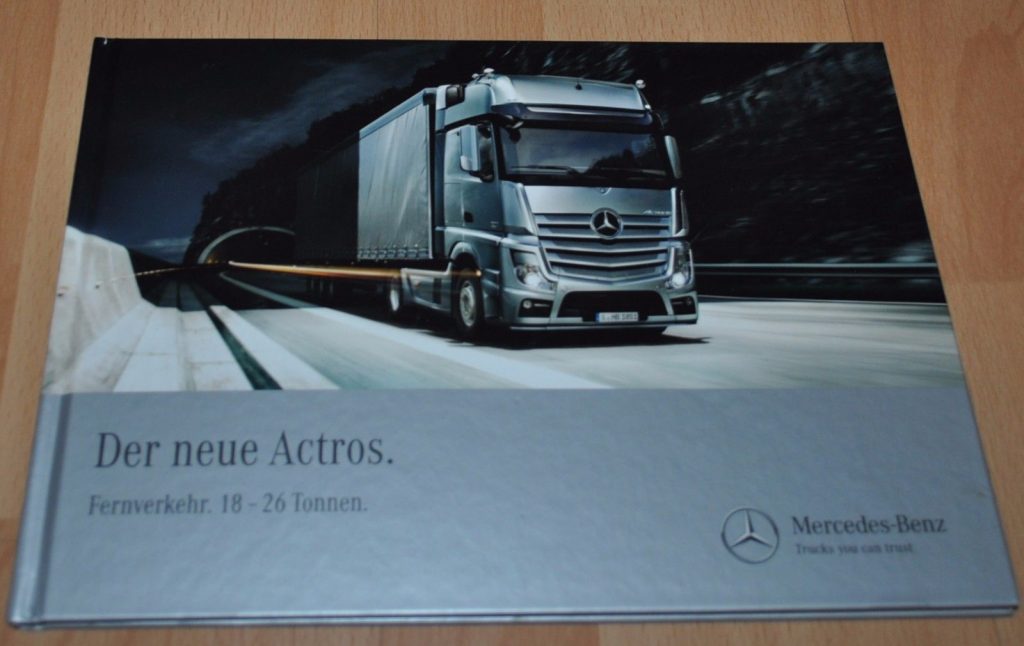 Der neue Actros.
Fernverkehr. 18 – 26 Tonnen.
Mercedes-Benz
Trucks you can trust